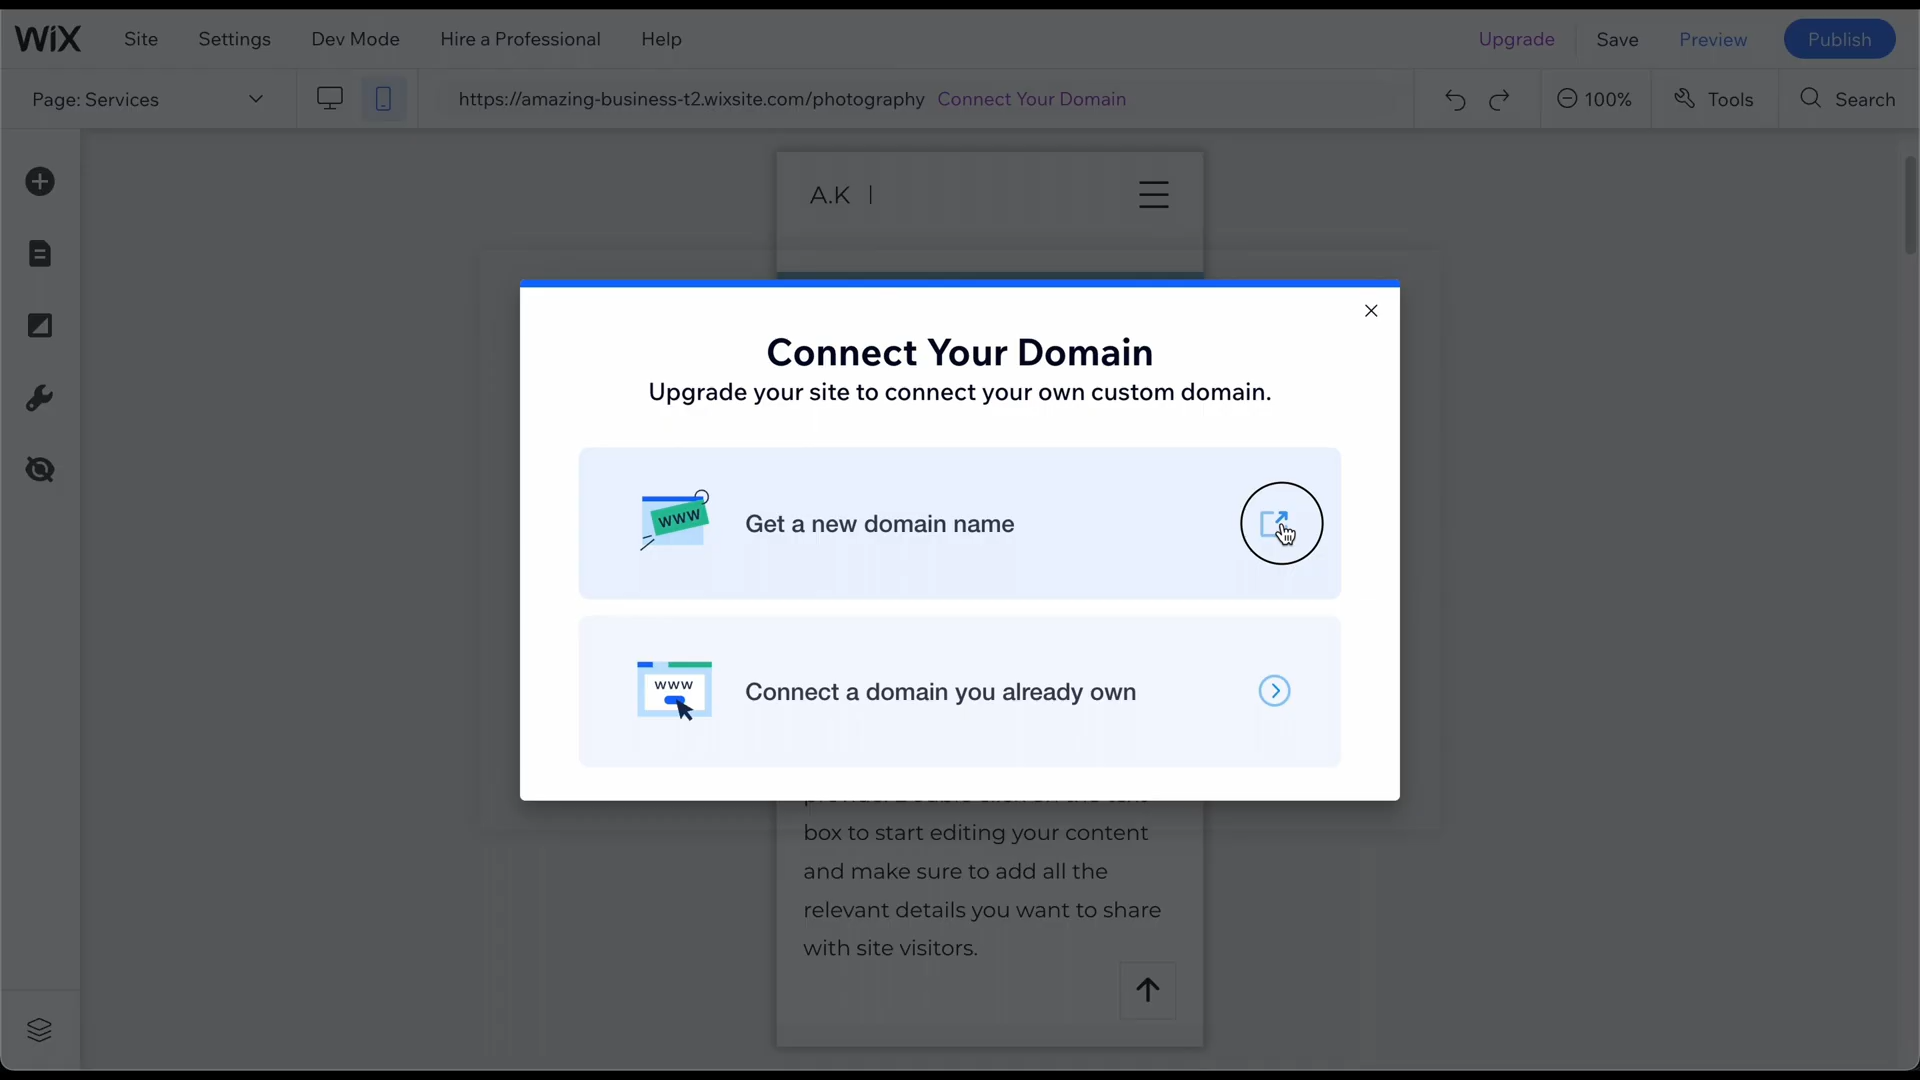 WiX Site Settings Dev Mode Hire a Professional Help Upgrade Save Preview Publish
Page: Services https://amazing-business-t2.wixsite.com/photography Connect Your Domain 100% Tools Search
A.K |
Connect Your Domain
Upgrade your site to connect your own custom domain.
www Get a new domain name
www Connect a domain you already own
box to start editing your content
and make sure to add all the
relevant details you want to share
with site visitors.